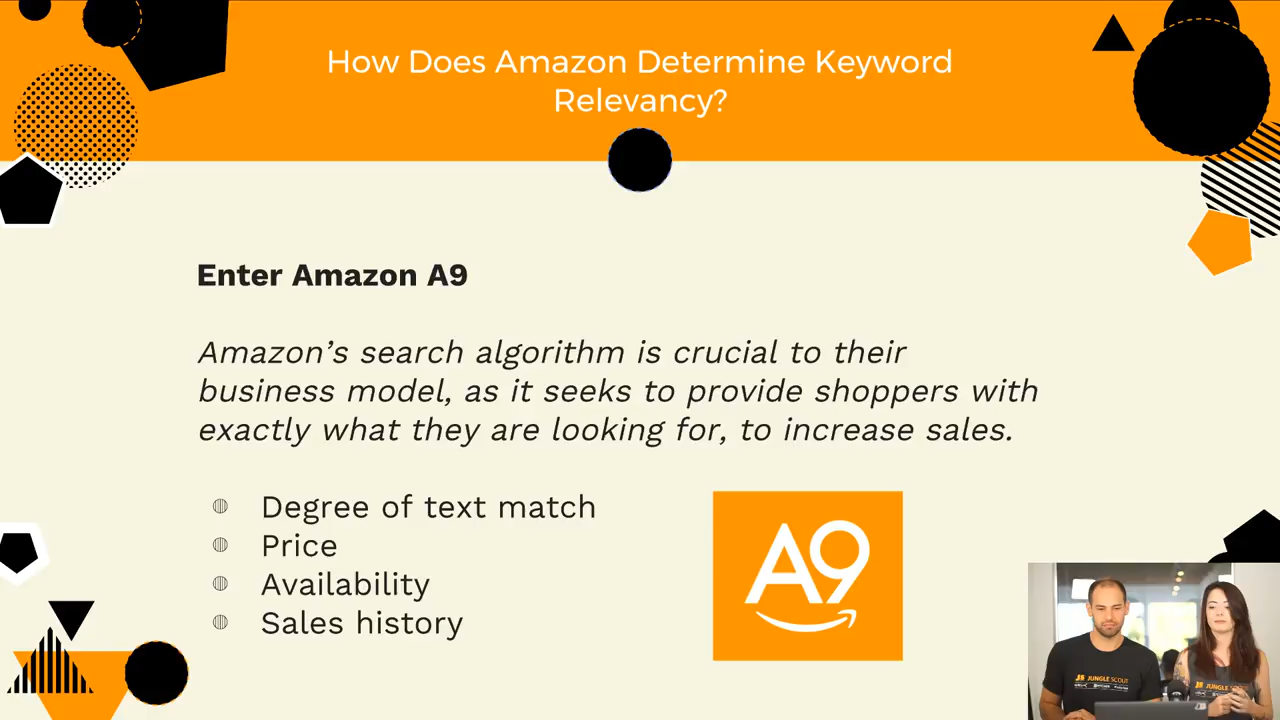 How Does Amazon Determine Keyword
Relevancy?
Enter Amazon A9
Amazon’s search algorithm is crucial to their
business model, as it seeks to provide shoppers with
exactly what they are looking for, to increase sales.
Degree of text match
Price
Availability
Sales history
A9
JUNGLE SCOUT
JUNGLE SCOUT